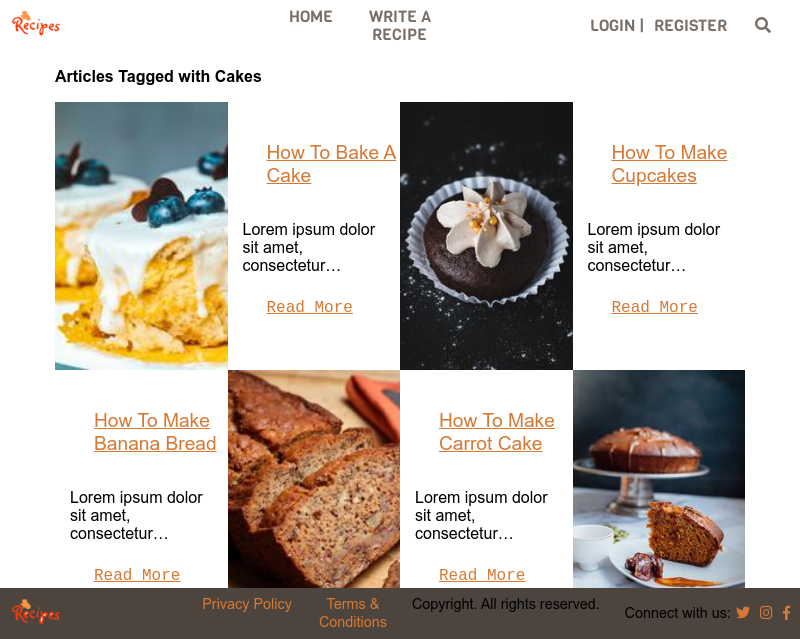 Recipes
HOME
WRITE A
RECIPE
LOGIN |
REGISTER
Articles Tagged with Cakes
How To Bake A
Cake
Lorem ipsum dolor
sit amet,
consectetur…
Read More
How To Make
Cupcakes
Lorem ipsum dolor
sit amet,
consectetur…
Read More
How To Make
Banana Bread
Lorem ipsum dolor
sit amet,
consectetur…
Read More
How To Make
Carrot Cake
Lorem ipsum dolor
sit amet,
consectetur…
Read More
Recipes
Privacy Policy
Terms &
Conditions
Copyright. All rights reserved.
Connect with us: